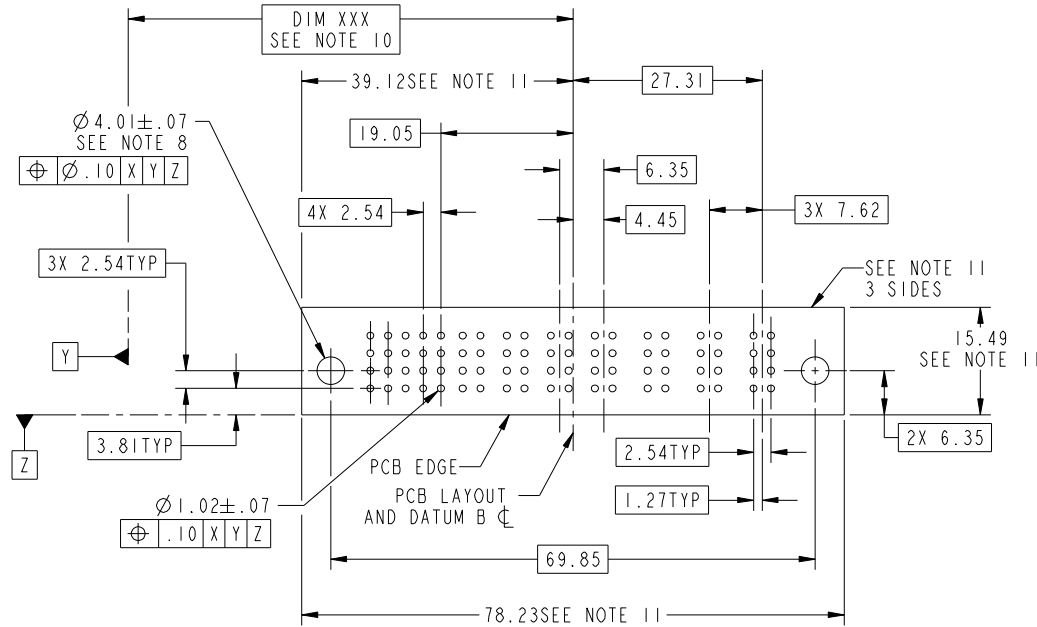 DIM XXX
SEE NOTE 10
39.12SEE NOTE 11
27.31
Ø4.01±.07
SEE NOTE 8
⌖ Ø.10 X Y Z
19.05
6.35
4X 2.54
4.45
3X 7.62
3X 2.54TYP
SEE NOTE 11
3 SIDES
Y
15.49
SEE NOTE 11
Z
3.81TYP
2X 6.35
PCB EDGE
2.54TYP
PCB LAYOUT
AND DATUM B ℄
1.27TYP
Ø1.02±.07
⌖ .10 X Y Z
69.85
78.23SEE NOTE 11